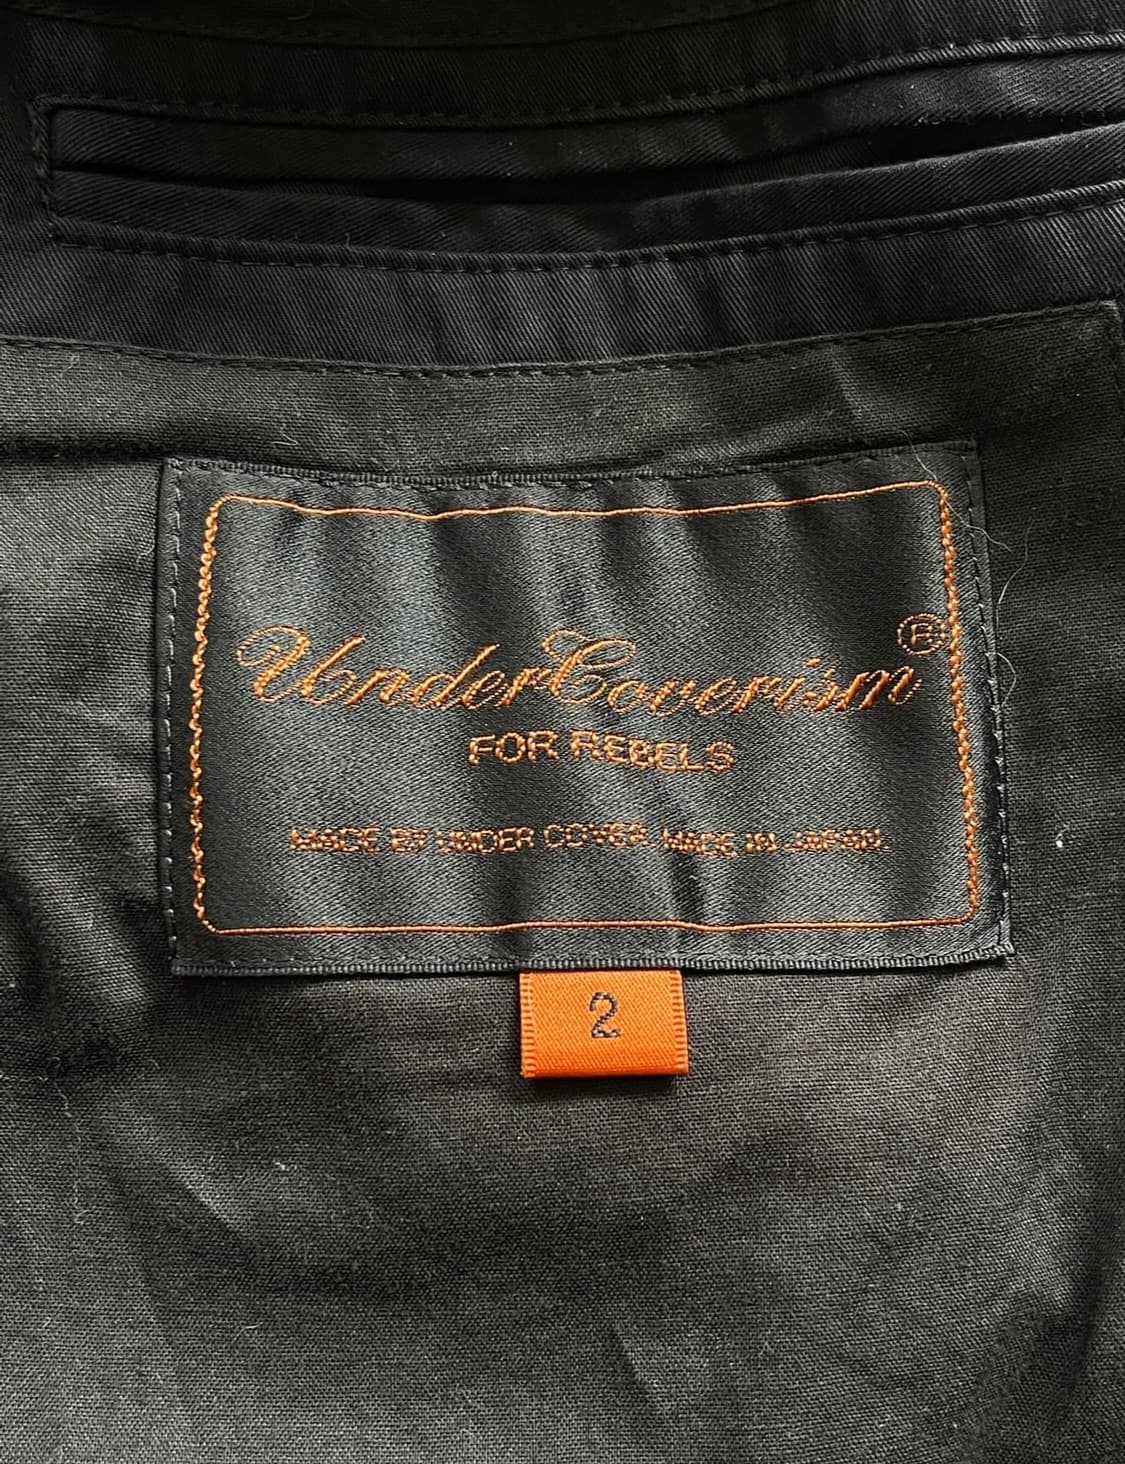 UnderCoverism®
FOR REBELS
MADE BY UNDER COVER. MADE IN JAPAN.
2